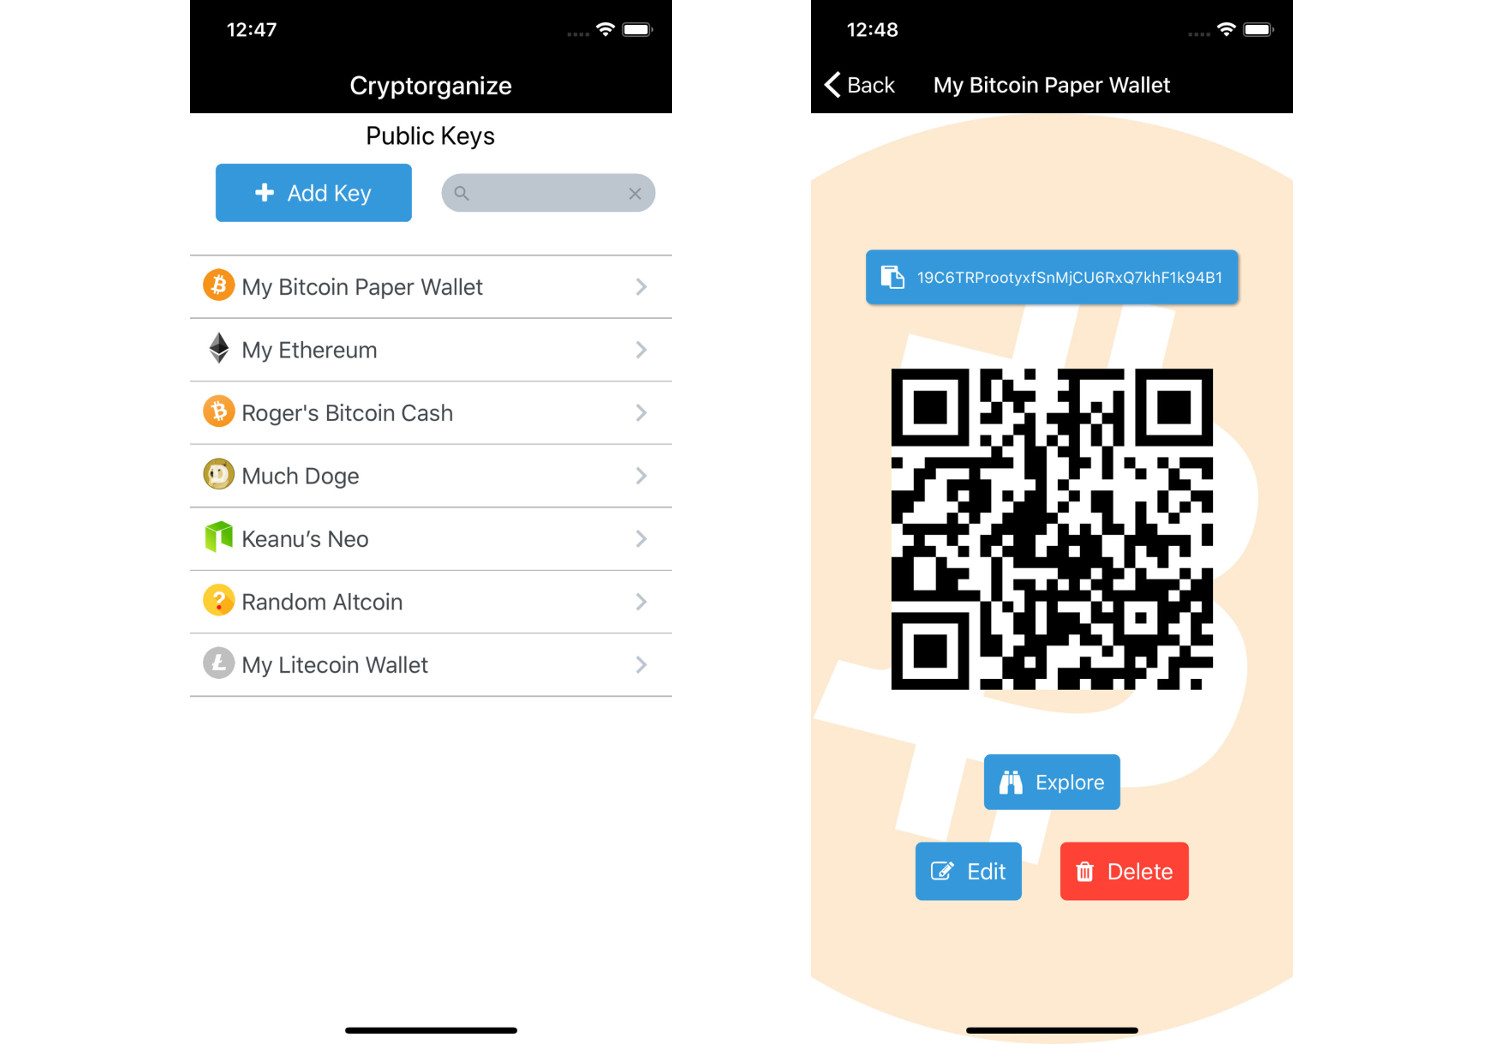 12:47
Cryptorganize
Public Keys
Add Key
My Bitcoin Paper Wallet
My Ethereum
Roger's Bitcoin Cash
Much Doge
Keanu’s Neo
Random Altcoin
My Litecoin Wallet
12:48
Back My Bitcoin Paper Wallet
19C6TRProotyxfSnMjCU6RxQ7khF1k94B1
Explore
Edit Delete